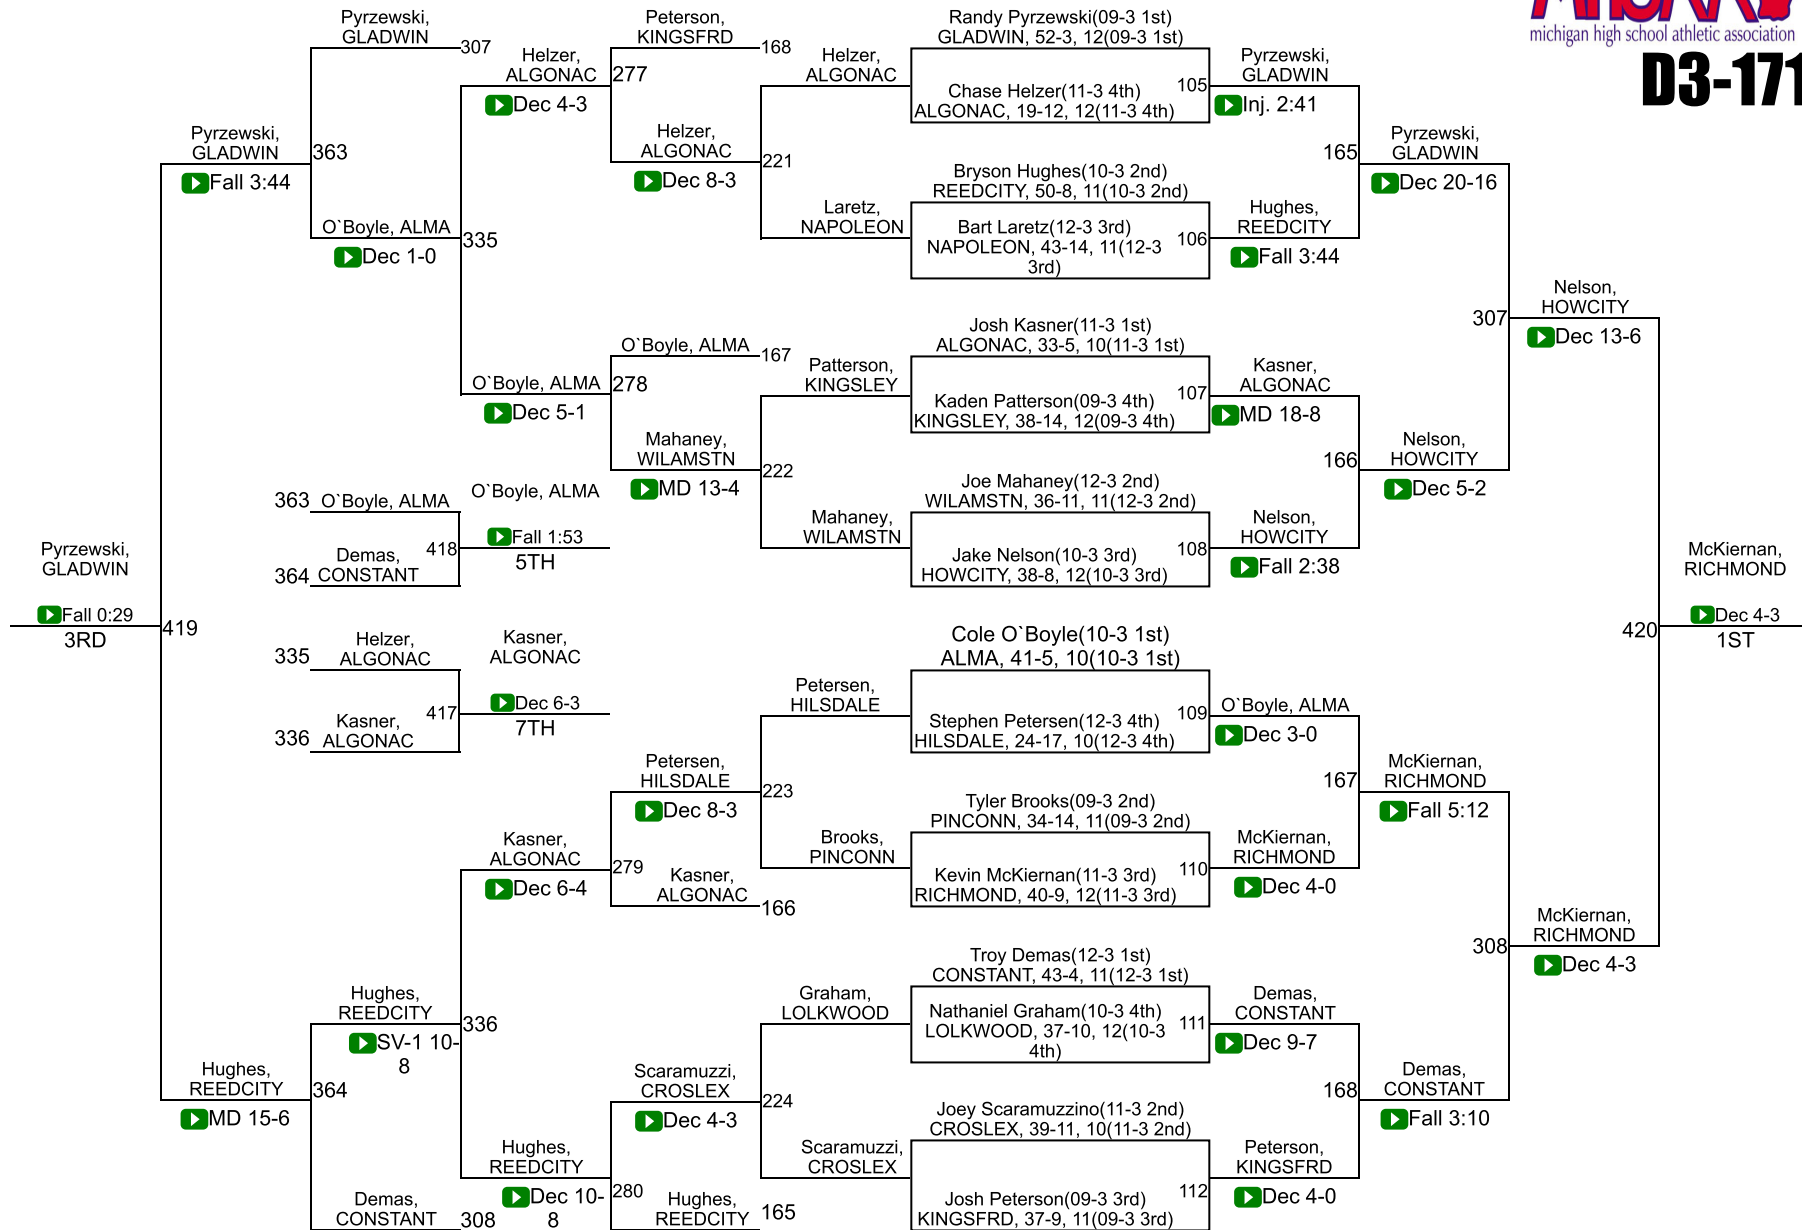 michigan high school athletic association
D3-171
Pyrzewski,
GLADWIN
307
Helzer,
ALGONAC
Dec 4-3
277
Peterson,
KINGSFRD
168
Helzer,
ALGONAC
Dec 8-3
221
Helzer,
ALGONAC
Laretz,
NAPOLEON
Randy Pyrzewski(09-3 1st)
GLADWIN, 52-3, 12(09-3 1st)
Chase Helzer(11-3 4th)
ALGONAC, 19-12, 12(11-3 4th)
105
Pyrzewski,
GLADWIN
Inj. 2:41
165
Pyrzewski,
GLADWIN
Dec 20-16
Bryson Hughes(10-3 2nd)
REEDCITY, 50-8, 11(10-3 2nd)
Bart Laretz(12-3 3rd)
NAPOLEON, 43-14, 11(12-3
3rd)
106
Hughes,
REEDCITY
Fall 3:44
Pyrzewski,
GLADWIN
Fall 3:44
363
O`Boyle, ALMA
Dec 1-0
335
O`Boyle, ALMA
Dec 5-1
278
O`Boyle, ALMA
167
Mahaney,
WILAMSTN
MD 13-4
222
Patterson,
KINGSLEY
Mahaney,
WILAMSTN
Josh Kasner(11-3 1st)
ALGONAC, 33-5, 10(11-3 1st)
Kaden Patterson(09-3 4th)
KINGSLEY, 38-14, 12(09-3 4th)
107
Kasner,
ALGONAC
MD 18-8
166
Nelson,
HOWCITY
Dec 5-2
307
Nelson,
HOWCITY
Dec 13-6
Joe Mahaney(12-3 2nd)
WILAMSTN, 36-11, 11(12-3 2nd)
Jake Nelson(10-3 3rd)
HOWCITY, 38-8, 12(10-3 3rd)
108
Nelson,
HOWCITY
Fall 2:38
363
O`Boyle, ALMA
364
Demas,
CONSTANT
418
O`Boyle, ALMA
Fall 1:53
5TH
Pyrzewski,
GLADWIN
Fall 0:29
3RD
419
335
Helzer,
ALGONAC
336
Kasner,
ALGONAC
417
Kasner,
ALGONAC
Dec 6-3
7TH
420
McKiernan,
RICHMOND
Dec 4-3
1ST
Cole O`Boyle(10-3 1st)
ALMA, 41-5, 10(10-3 1st)
Stephen Petersen(12-3 4th)
HILSDALE, 24-17, 10(12-3 4th)
109
O`Boyle, ALMA
Dec 3-0
167
McKiernan,
RICHMOND
Fall 5:12
Petersen,
HILSDALE
Brooks,
PINCONN
223
Petersen,
HILSDALE
Dec 8-3
Tyler Brooks(09-3 2nd)
PINCONN, 34-14, 11(09-3 2nd)
Kevin McKiernan(11-3 3rd)
RICHMOND, 40-9, 12(11-3 3rd)
110
McKiernan,
RICHMOND
Dec 4-0
Kasner,
ALGONAC
Dec 6-4
279
Kasner,
ALGONAC
166
308
McKiernan,
RICHMOND
Dec 4-3
Troy Demas(12-3 1st)
CONSTANT, 43-4, 11(12-3 1st)
Nathaniel Graham(10-3 4th)
LOLKWOOD, 37-10, 12(10-3
4th)
111
Demas,
CONSTANT
Dec 9-7
168
Demas,
CONSTANT
Fall 3:10
Graham,
LOLKWOOD
Scaramuzzi,
CROSLEX
224
Scaramuzzi,
CROSLEX
Dec 4-3
Hughes,
REEDCITY
SV-1 10-
8
336
Hughes,
REEDCITY
MD 15-6
364
Demas,
CONSTANT
308
Hughes,
REEDCITY
Dec 10-
8
280
Hughes,
REEDCITY
165
Joey Scaramuzzino(11-3 2nd)
CROSLEX, 39-11, 10(11-3 2nd)
Josh Peterson(09-3 3rd)
KINGSFRD, 37-9, 11(09-3 3rd)
112
Peterson,
KINGSFRD
Dec 4-0